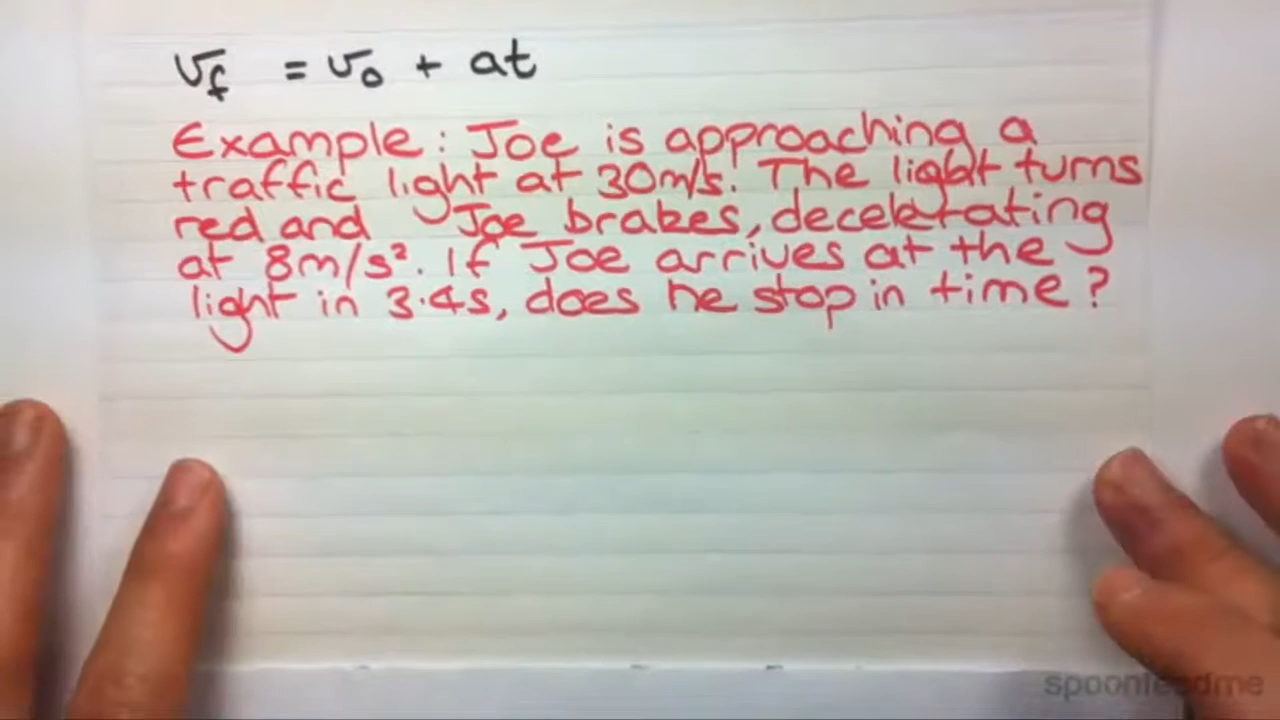 vf = v0 + at
Example: Joe is approaching a
traffic light at 30m/s. The light turns
red and Joe brakes, decelerating
at 8m/s². If Joe arrives at the
light in 3.4s, does he stop in time?
spoonfeedme